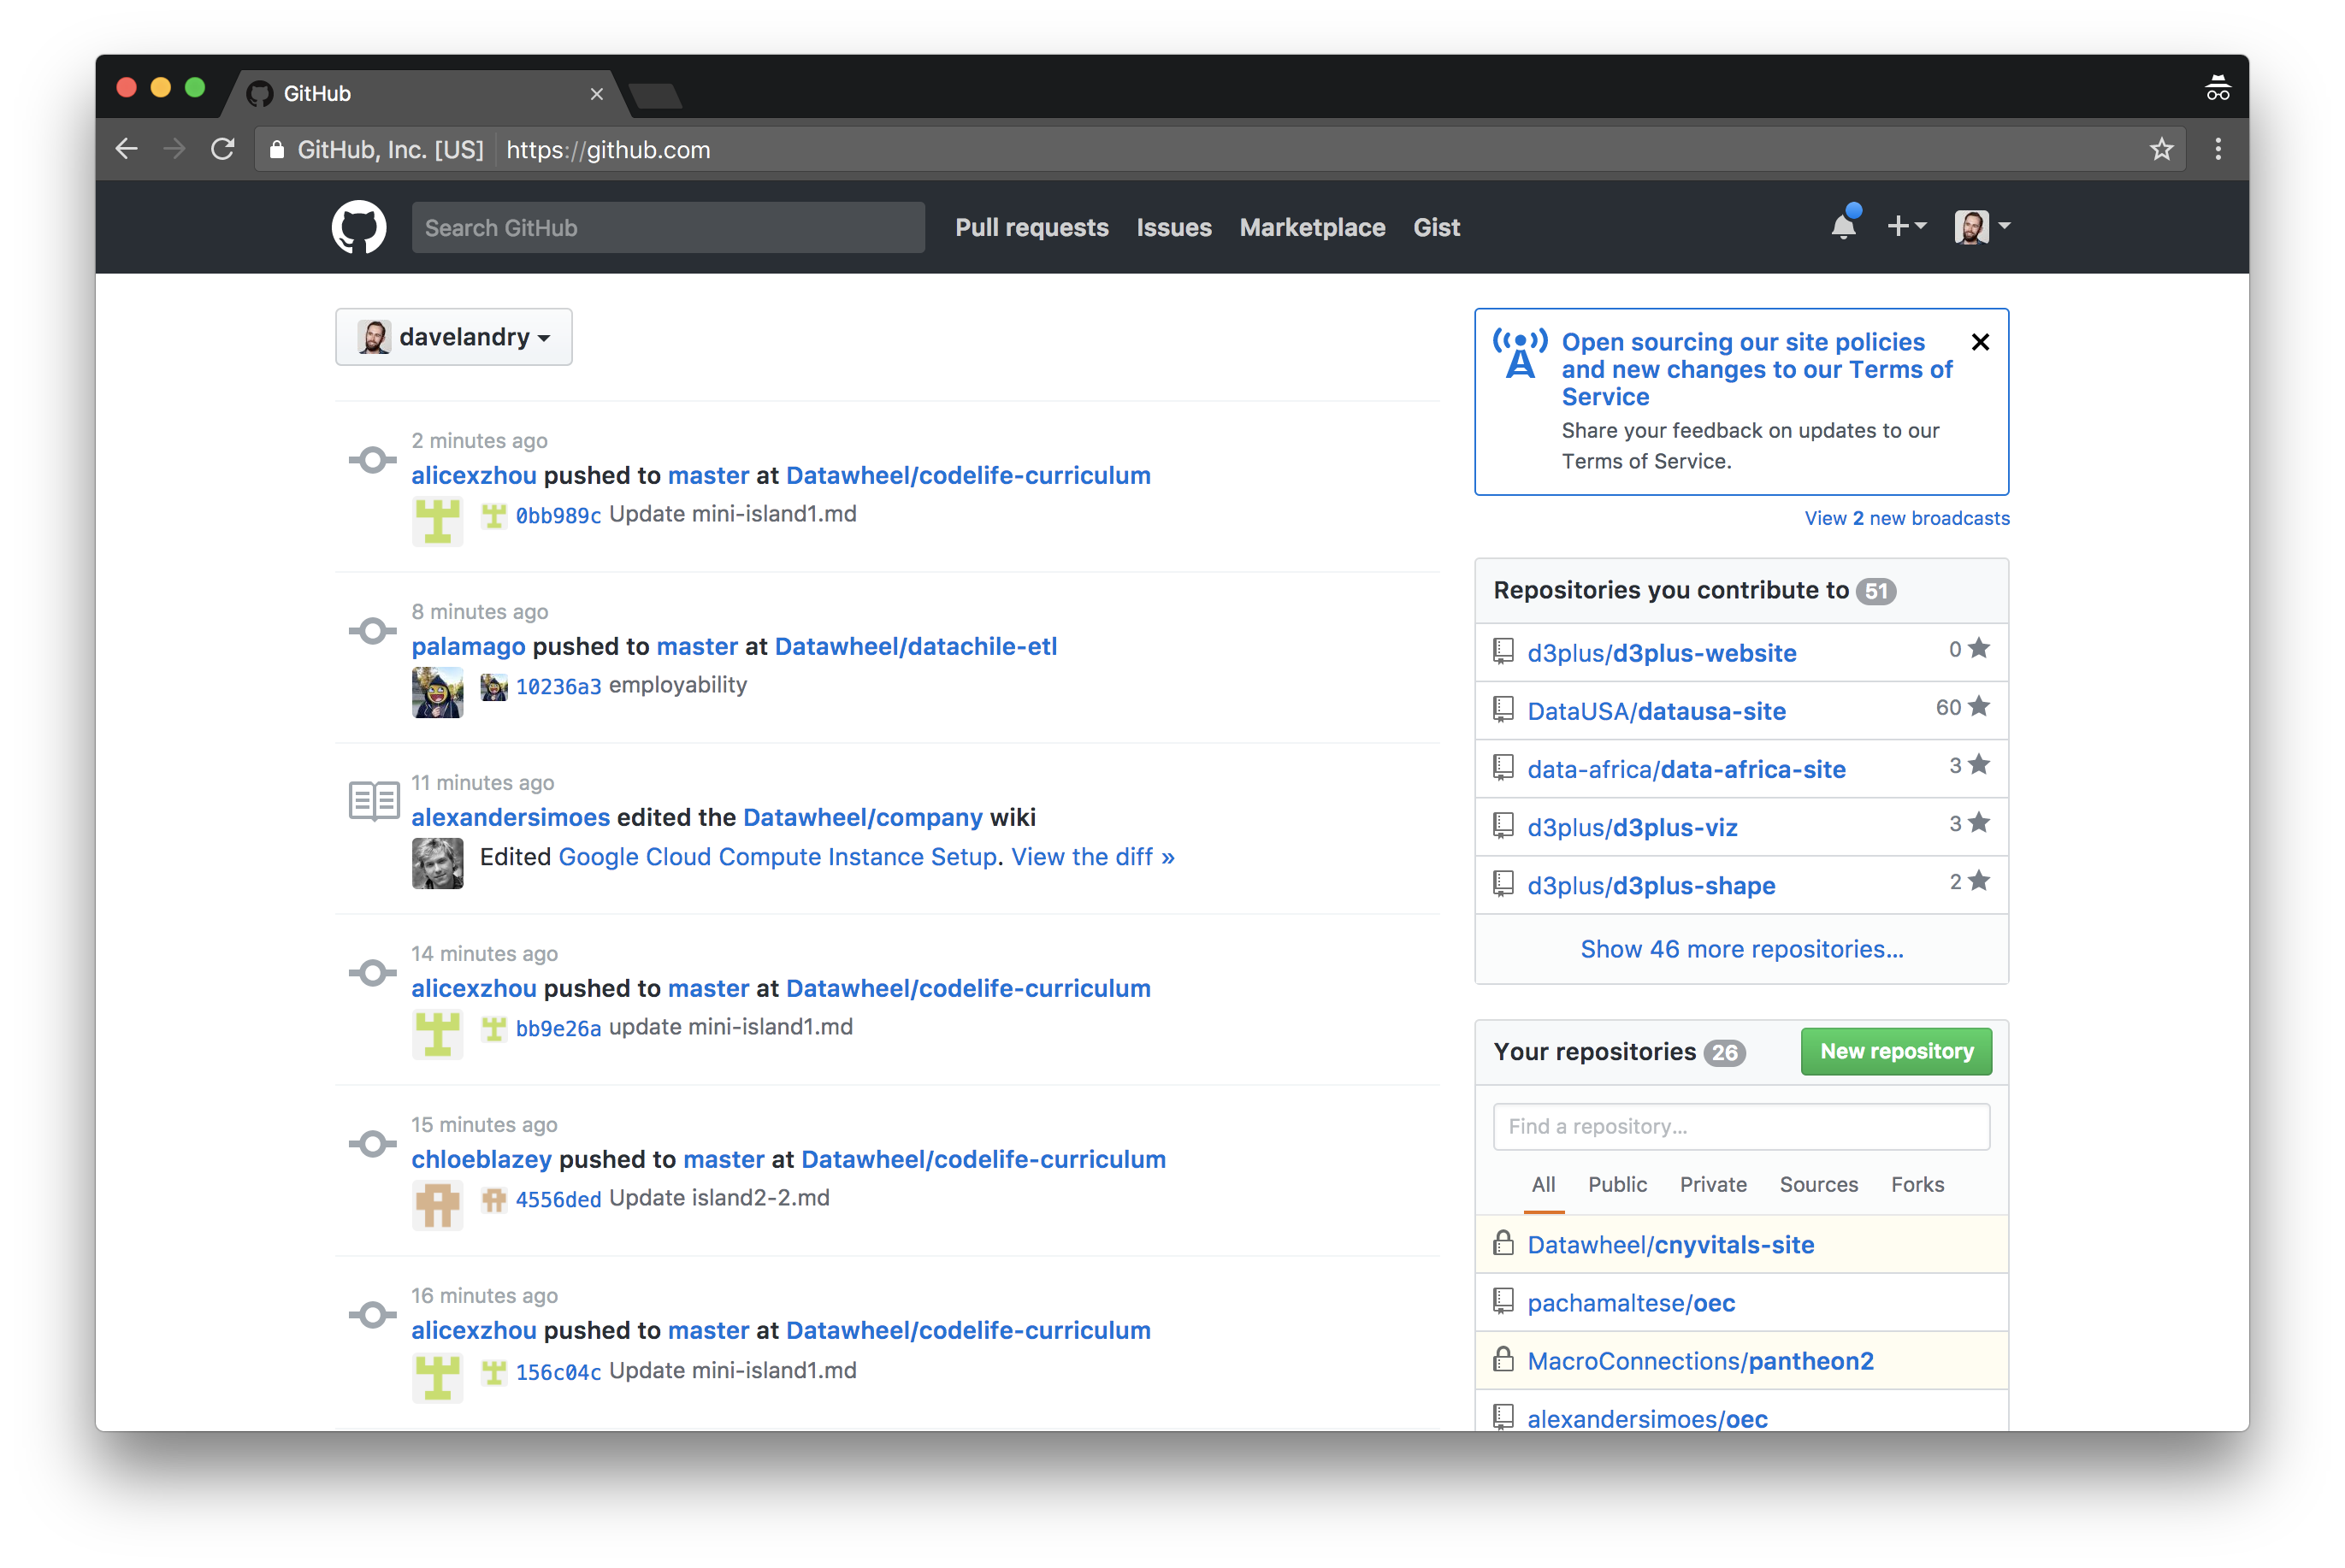 GitHub
GitHub, Inc. [US] https://github.com
Search GitHub Pull requests Issues Marketplace Gist
davelandry
2 minutes ago
alicexzhou pushed to master at Datawheel/codelife-curriculum
0bb989c Update mini-island1.md
8 minutes ago
palamago pushed to master at Datawheel/datachile-etl
10236a3 employability
11 minutes ago
alexandersimoes edited the Datawheel/company wiki
Edited Google Cloud Compute Instance Setup. View the diff »
14 minutes ago
alicexzhou pushed to master at Datawheel/codelife-curriculum
bb9e26a update mini-island1.md
15 minutes ago
chloeblazey pushed to master at Datawheel/codelife-curriculum
4556ded Update island2-2.md
16 minutes ago
alicexzhou pushed to master at Datawheel/codelife-curriculum
156c04c Update mini-island1.md
Open sourcing our site policies
and new changes to our Terms of
Service
Share your feedback on updates to our
Terms of Service.
View 2 new broadcasts
Repositories you contribute to 51
d3plus/d3plus-website 0
DataUSA/datausa-site 60
data-africa/data-africa-site 3
d3plus/d3plus-viz 3
d3plus/d3plus-shape 2
Show 46 more repositories...
Your repositories 26 New repository
Find a repository...
All Public Private Sources Forks
Datawheel/cnyvitals-site
pachamaltese/oec
MacroConnections/pantheon2
alexandersimoes/oec